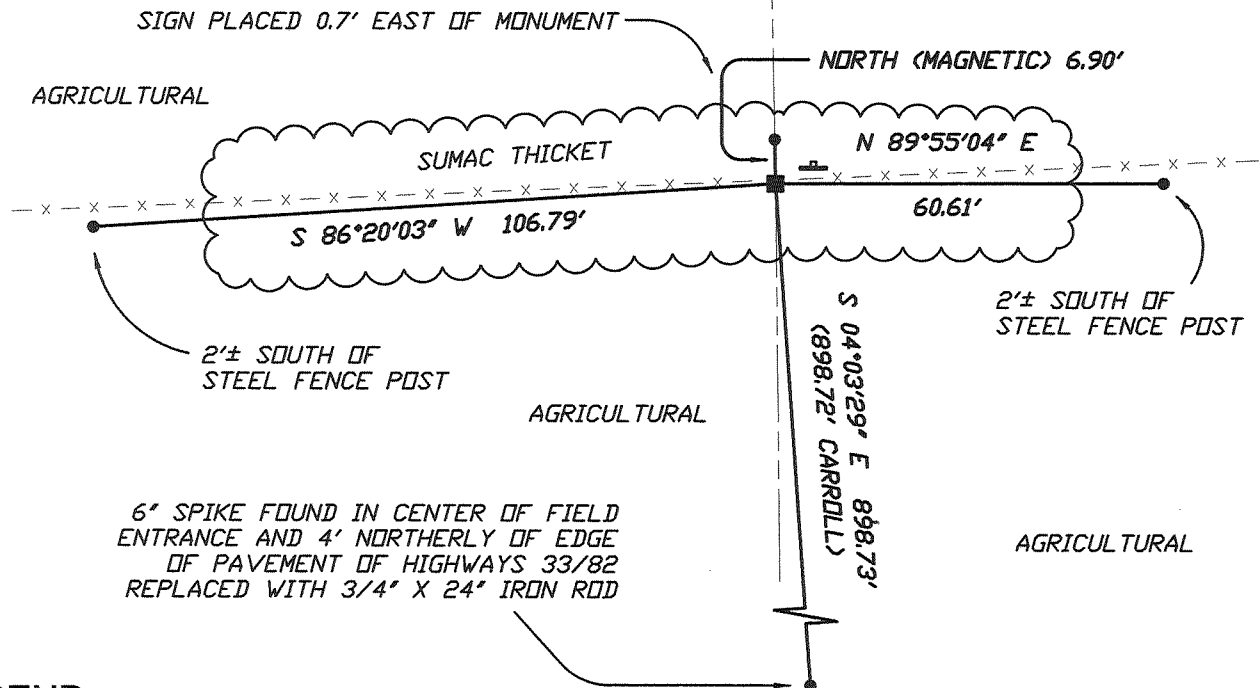 SIGN PLACED 0.7' EAST OF MONUMENT
NORTH (MAGNETIC) 6.90'
AGRICULTURAL
SUMAC THICKET
N 89°55'04" E
S 86°20'03" W 106.79'
60.61'
2'± SOUTH OF
STEEL FENCE POST
2'± SOUTH OF
STEEL FENCE POST
S 04°03'29" E 898.73'
(898.72' CARROLL)
AGRICULTURAL
6" SPIKE FOUND IN CENTER OF FIELD
ENTRANCE AND 4' NORTHERLY OF EDGE
OF PAVEMENT OF HIGHWAYS 33/82
REPLACED WITH 3/4" X 24" IRON ROD
AGRICULTURAL